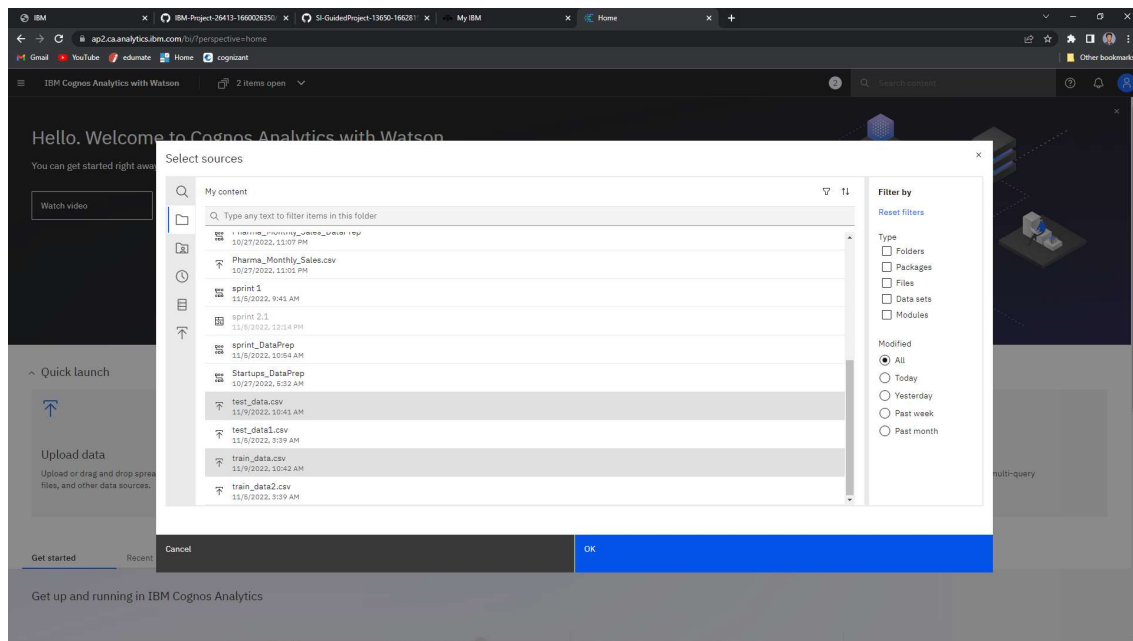 IBM
IBM-Project-26413-1660026350
SI-GuidedProject-13650-166281
My IBM
Home
ap2.ca.analytics.ibm.com/bi/?perspective=home
Gmail
YouTube
edumate
Home
cognizant
Other bookmarks
IBM Cognos Analytics with Watson
2 items open
2
Search content
Hello. Welcome to Cognos Analytics with Watson
You can get started right away
Watch video
Select sources
My content
Type any text to filter items in this folder
Pharma_Monthly_Sales_DataPrep
10/27/2022, 11:07 PM
Pharma_Monthly_Sales.csv
10/27/2022, 11:01 PM
sprint 1
11/5/2022, 9:41 AM
sprint 2.1
11/5/2022, 12:14 PM
sprint_DataPrep
11/5/2022, 10:54 AM
Startups_DataPrep
10/27/2022, 5:32 AM
test_data.csv
11/9/2022, 10:41 AM
test_data1.csv
11/5/2022, 3:39 AM
train_data.csv
11/9/2022, 10:42 AM
train_data2.csv
11/5/2022, 3:39 AM
Filter by
Reset filters
Type
Folders
Packages
Files
Data sets
Modules
Modified
All
Today
Yesterday
Past week
Past month
Cancel
OK
Quick launch
Upload data
Upload or drag and drop sprea
files, and other data sources.
multi-query
Get started
Recent
Get up and running in IBM Cognos Analytics